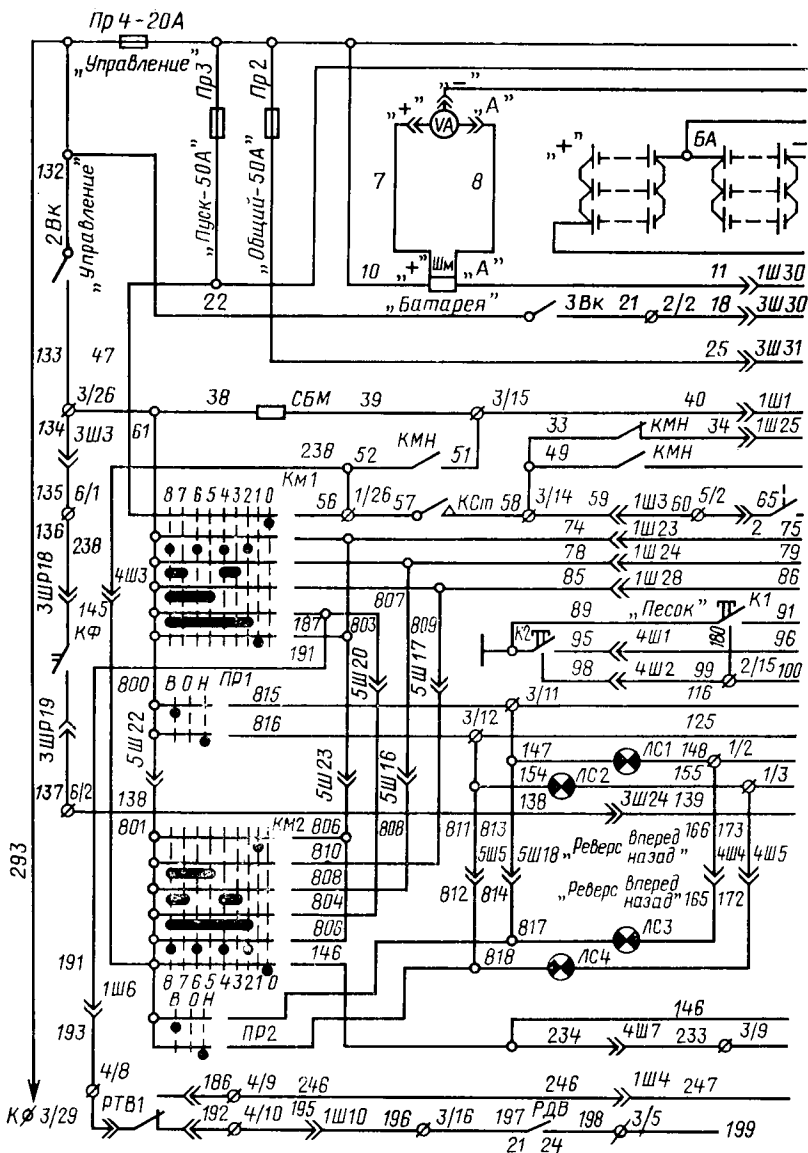 Пр 4-20А
„Управление”
Пр3
Пр2
„Пуск-50А”
„Общий-50А”
„+”
„−”
„А”
VA
7
8
„+”
БА
132
2Вк
„Управление
10
„+”
Шм
„А”
11
1Ш30
22
„Батарея”
3Вк
21
2/2
18
3Ш30
133
47
25
3Ш31
3/26
38
СБМ
39
3/15
40
1Ш1
134
3Ш3
61
33
КМН
34
1Ш25
238
52
КМН
51
49
КМН
Км1
135
6/1
8 7 6 5 4 3 2 1 0
56
1/26
57
КСт
58
3/14
59
1Ш3
60
5/2
65
136
238
74
1Ш23
2
75
3ШР18
4Ш3
78
1Ш24
79
85
1Ш28
86
145
КФ
187
803
807
809
89
„Песок”
К1
91
191
К2
95
4Ш1
180
96
98
4Ш2
99
2/15
100
5Ш20
5Ш17
800
ПР1
В О Н
815
3/11
116
816
3/12
125
3ШР19
5Ш22
5Ш23
5Ш16
147
ЛС1
148
1/2
154
ЛС2
155
1/3
137
6/2
138
138
3Ш24
139
801
КМ2
806
808
811
813
166
173
810
5Ш5
5Ш18
„Реверс вперед
назад”
4Ш4
4Ш5
808
812
814
„Реверс вперед
назад”
165
172
804
806
817
ЛС3
146
818
ЛС4
8 7 6 5 4 3 2 1 0
191
1Ш6
В О Н
ПР2
146
193
234
4Ш7
233
3/9
293
4/8
РТВ1
186
4/9
246
246
1Ш4
247
КФ 3/29
192
4/10
195
1Ш10
196
3/16
197
РДВ
198
3/5
199
21
24